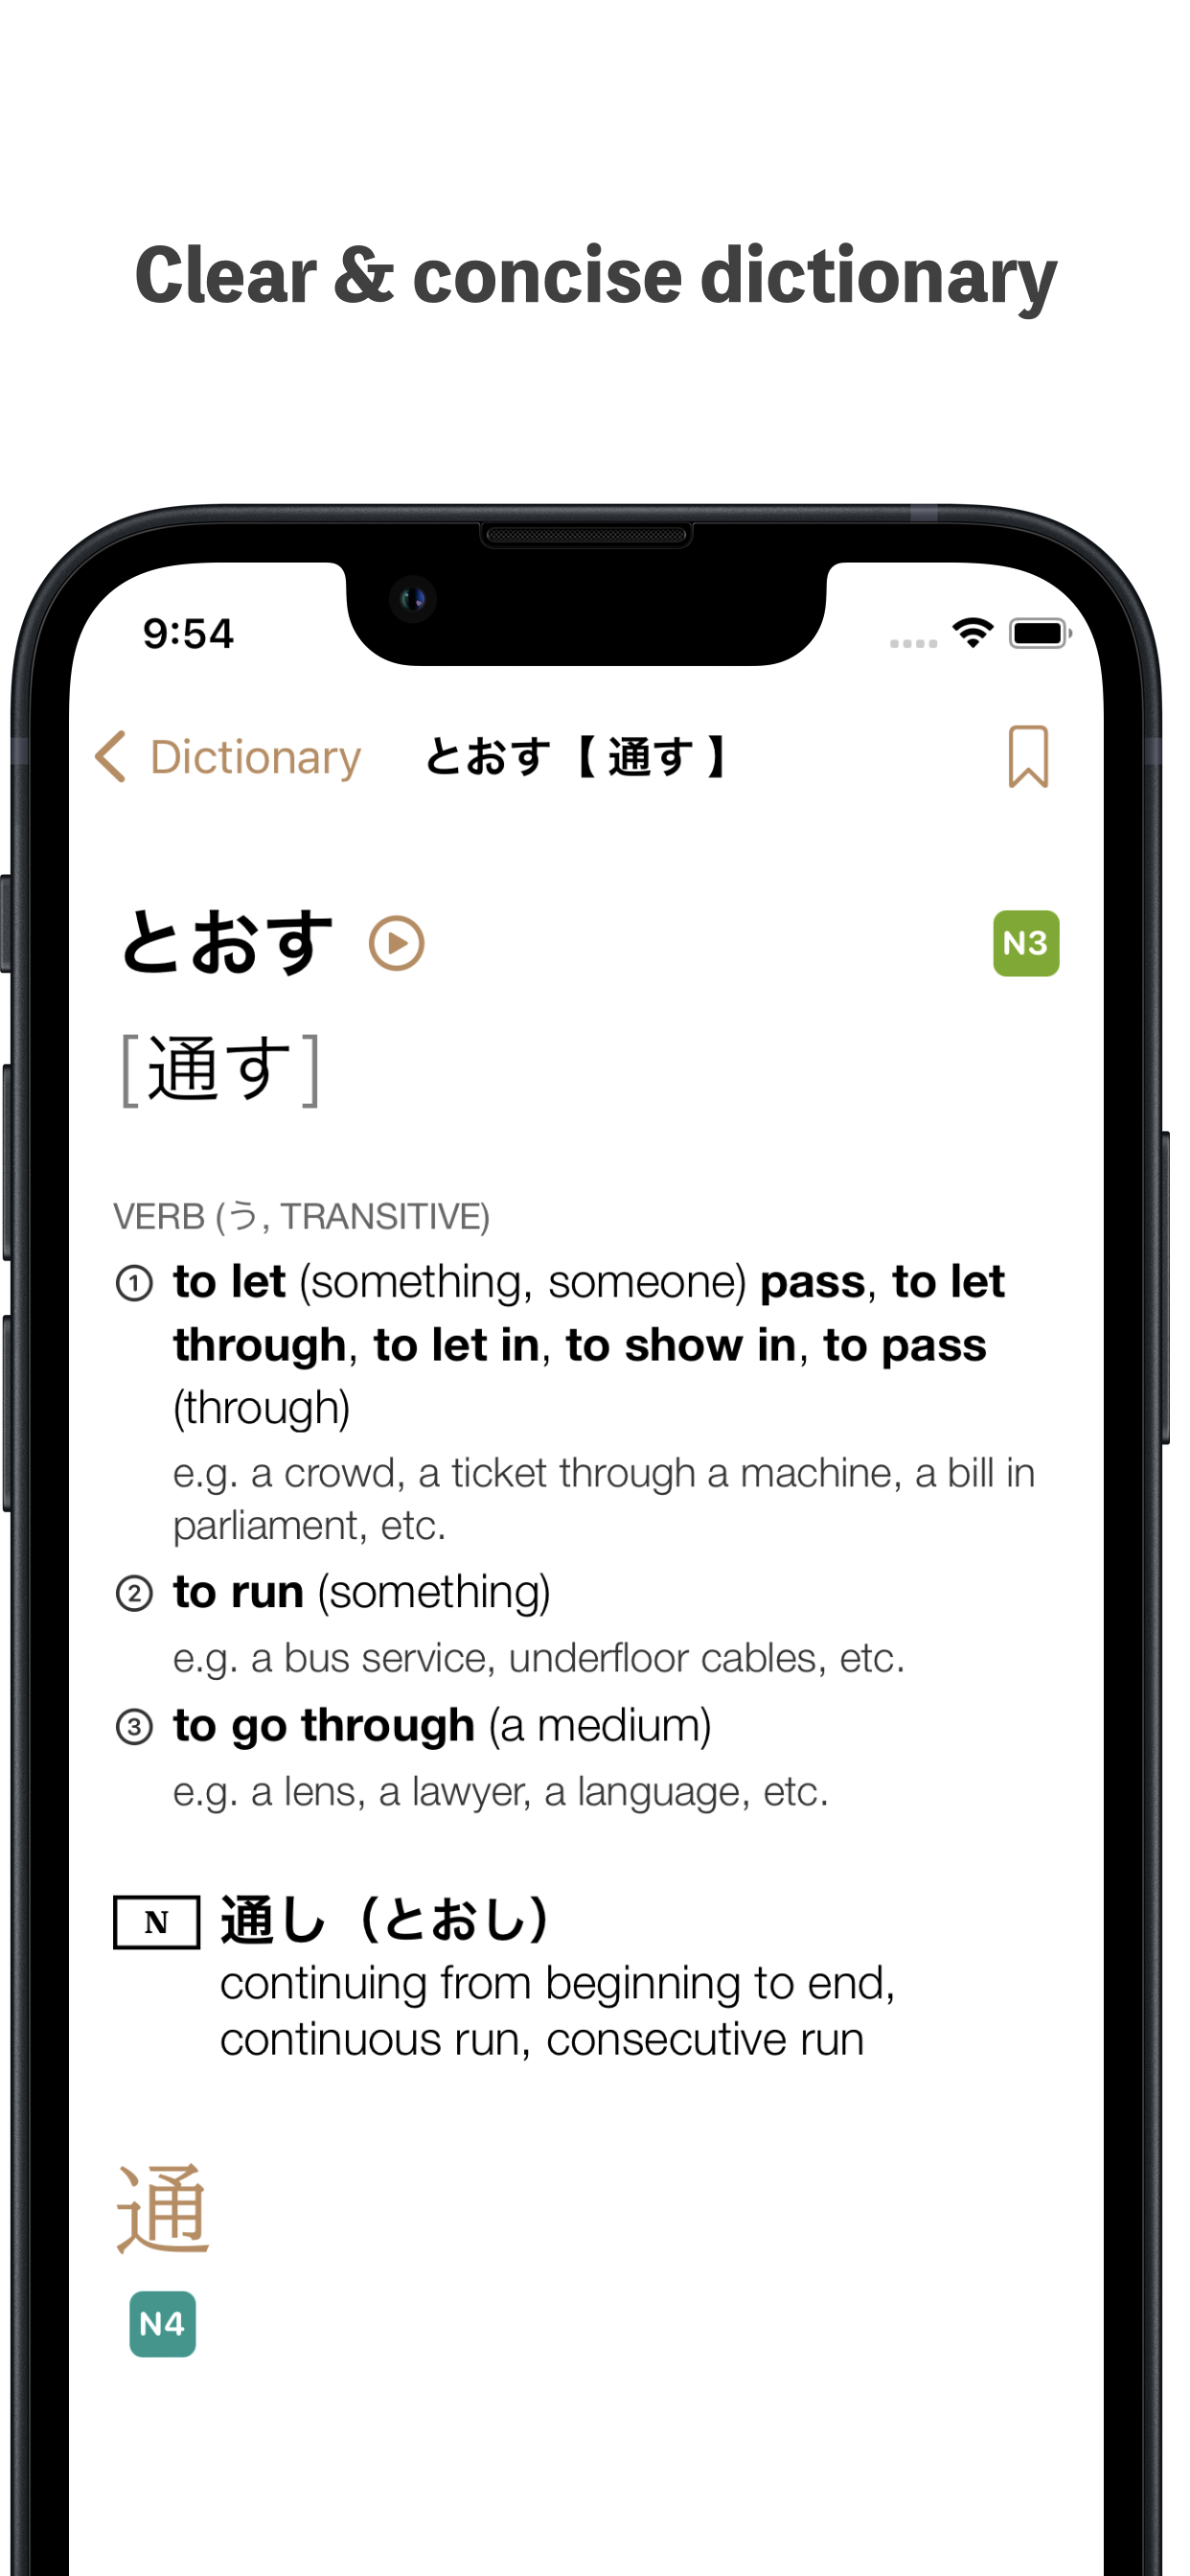 Clear & concise dictionary
9:54
Dictionary とおす【 通す 】
とおす N3
[通す]
VERB (う, TRANSITIVE)
① to let (something, someone) pass, to let
through, to let in, to show in, to pass
(through)
e.g. a crowd, a ticket through a machine, a bill in
parliament, etc.
② to run (something)
e.g. a bus service, underfloor cables, etc.
③ to go through (a medium)
e.g. a lens, a lawyer, a language, etc.
N 通し（とおし）
continuing from beginning to end,
continuous run, consecutive run
通
N4